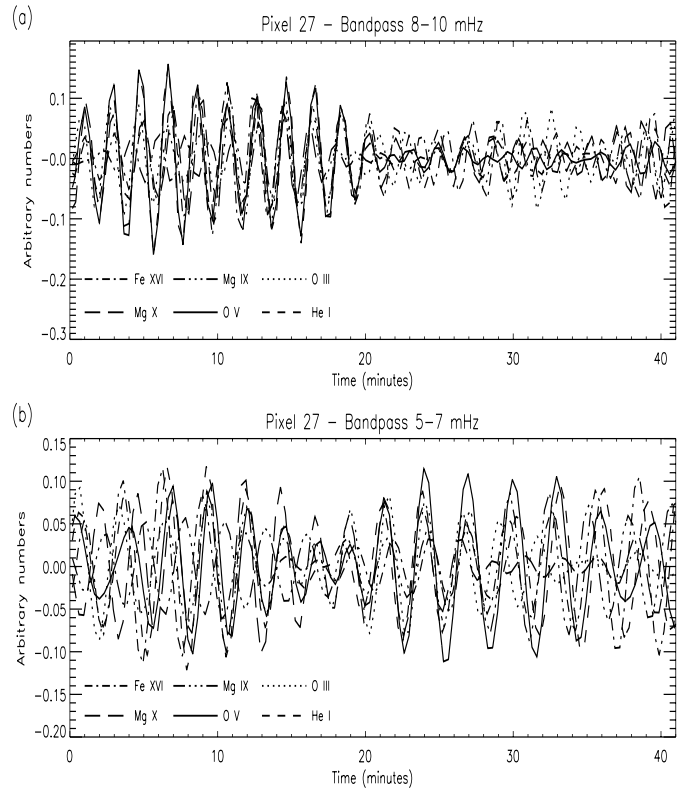 (a)
Pixel 27 – Bandpass 8–10 mHz
Arbitrary numbers
0.1
-0.0
-0.1
-0.2
-0.3
Fe XVI Mg IX O III
Mg X O V He I
0 10 20 30 40
Time (minutes)
(b)
Pixel 27 – Bandpass 5–7 mHz
Arbitrary numbers
0.15
0.10
0.05
0.00
-0.05
-0.10
-0.15
-0.20
Fe XVI Mg IX O III
Mg X O V He I
0 10 20 30 40
Time (minutes)